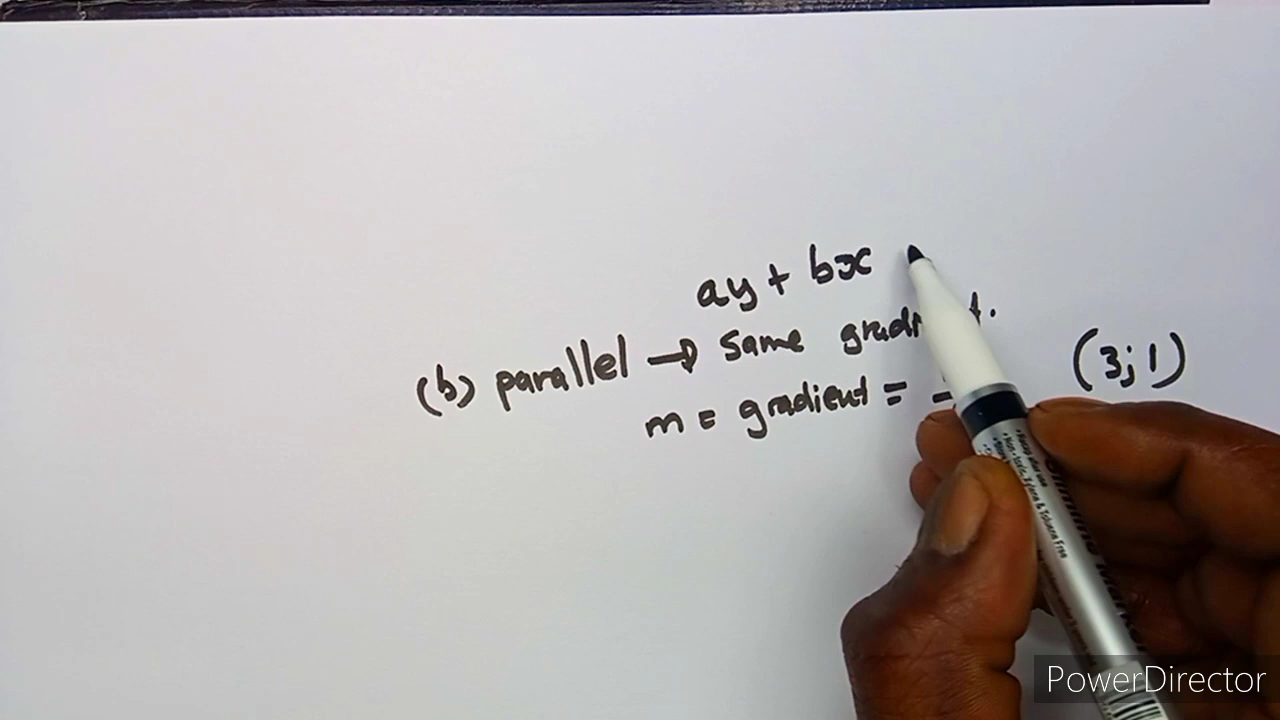 ay + bx
(b) parallel → Same
m = gradient = -
(3; 1)
PowerDirector